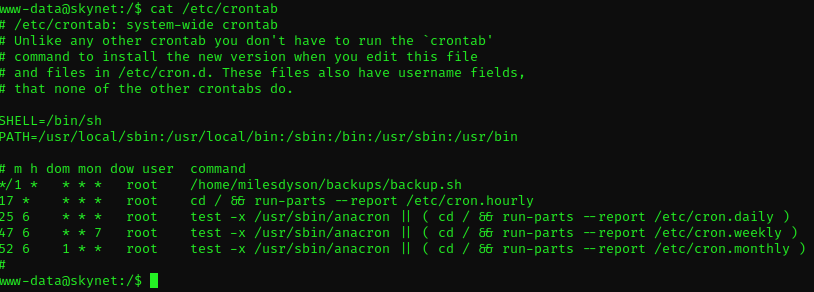 www-data@skynet:/$ cat /etc/crontab
# /etc/crontab: system-wide crontab
# Unlike any other crontab you don't have to run the `crontab'
# command to install the new version when you edit this file
# and files in /etc/cron.d. These files also have username fields,
# that none of the other crontabs do.

SHELL=/bin/sh
PATH=/usr/local/sbin:/usr/local/bin:/sbin:/bin:/usr/sbin:/usr/bin

# m h dom mon dow user  command
*/1 *   * * *   root    /home/milesdyson/backups/backup.sh
17 *    * * *   root    cd / && run-parts --report /etc/cron.hourly
25 6    * * *   root    test -x /usr/sbin/anacron || ( cd / && run-parts --report /etc/cron.daily )
47 6    * * 7   root    test -x /usr/sbin/anacron || ( cd / && run-parts --report /etc/cron.weekly )
52 6    1 * *   root    test -x /usr/sbin/anacron || ( cd / && run-parts --report /etc/cron.monthly )
#
www-data@skynet:/$